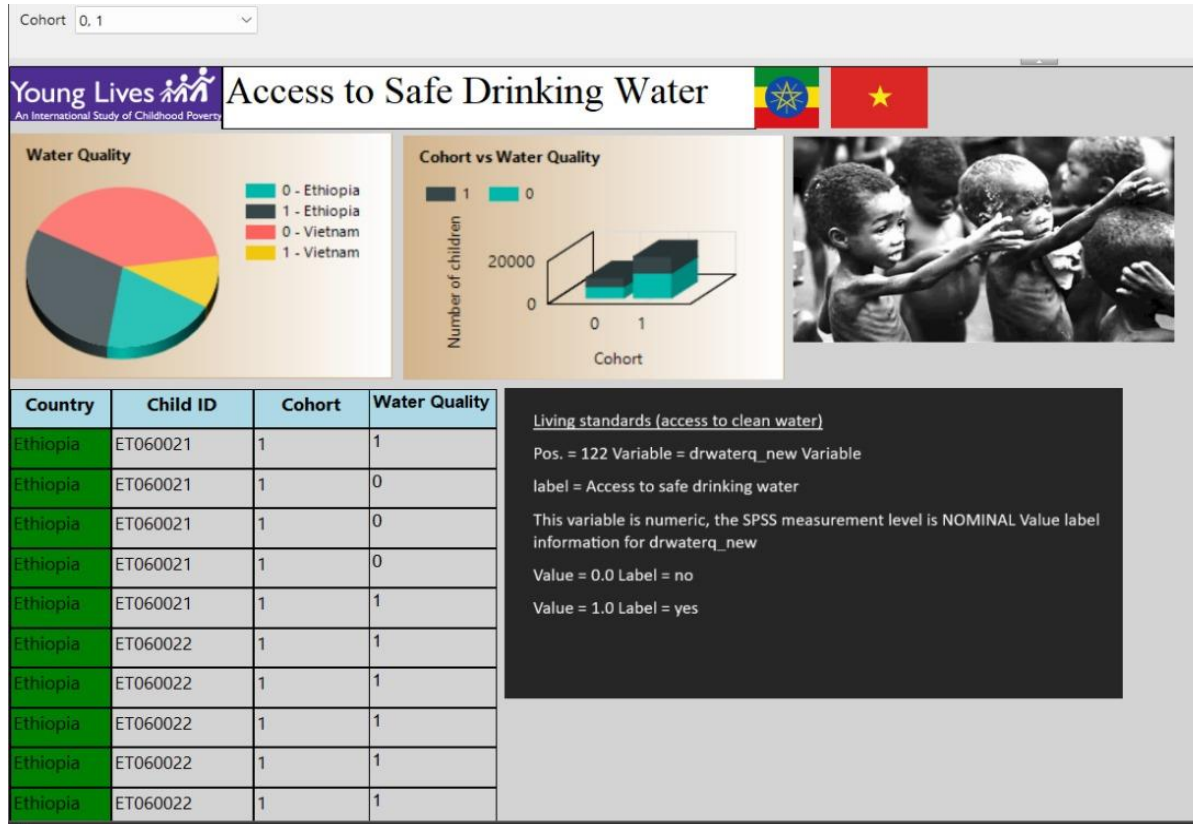 Cohort 0, 1
Young Lives
An International Study of Childhood Poverty
Access to Safe Drinking Water
Water Quality
0 - Ethiopia
1 - Ethiopia
0 - Vietnam
1 - Vietnam
Cohort vs Water Quality
1 0
Number of children
20000
0
0 1
Cohort
Country Child ID Cohort Water Quality
Ethiopia ET060021 1 1
Ethiopia ET060021 1 0
Ethiopia ET060021 1 0
Ethiopia ET060021 1 0
Ethiopia ET060021 1 1
Ethiopia ET060022 1 1
Ethiopia ET060022 1 1
Ethiopia ET060022 1 1
Ethiopia ET060022 1 1
Ethiopia ET060022 1 1
Living standards (access to clean water)
Pos. = 122 Variable = drwaterq_new Variable
label = Access to safe drinking water
This variable is numeric, the SPSS measurement level is NOMINAL Value label
information for drwaterq_new
Value = 0.0 Label = no
Value = 1.0 Label = yes